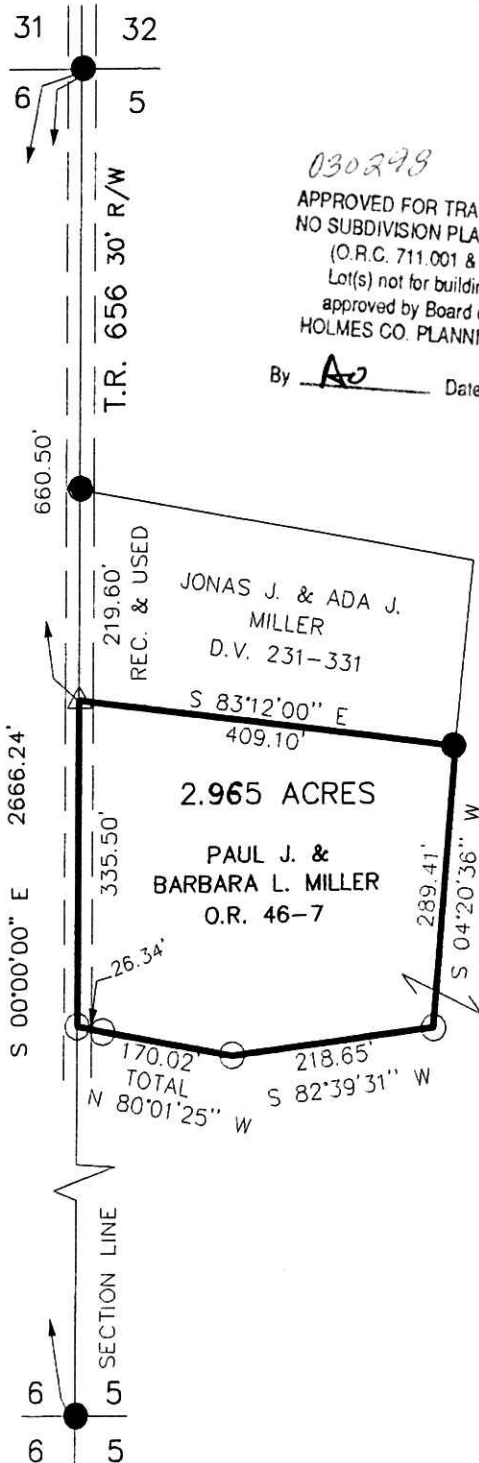 31 32
6 5
T.R. 656 30' R/W
030298
APPROVED FOR TRA
NO SUBDIVISION PLA
(O.R.C. 711.001 &
Lot(s) not for buildin
approved by Board
HOLMES CO. PLANN
By Date
660.50'
219.60'
REC. & USED
JONAS J. & ADA J.
MILLER
D.V. 231-331
S 83°12'00" E
409.10'
2.965 ACRES
PAUL J. &
BARBARA L. MILLER
O.R. 46-7
335.50'
289.41'
S 04°20'36" W
S 00°00'00" E 2666.24'
26.34'
170.02'
TOTAL
N 80°01'25" W
218.65'
S 82°39'31" W
SECTION LINE
6 5
6 5